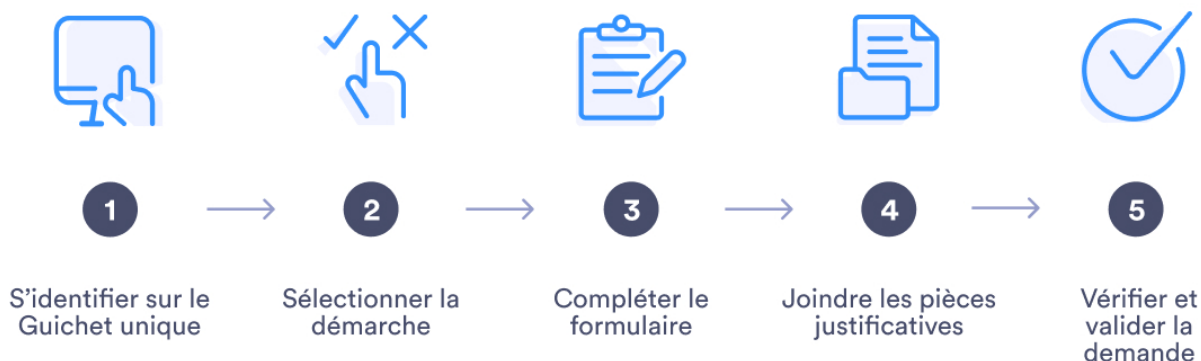 1
2
3
4
5
S'identifier sur le
Guichet unique
Sélectionner la
démarche
Compléter le
formulaire
Joindre les pièces
justificatives
Vérifier et
valider la
demande